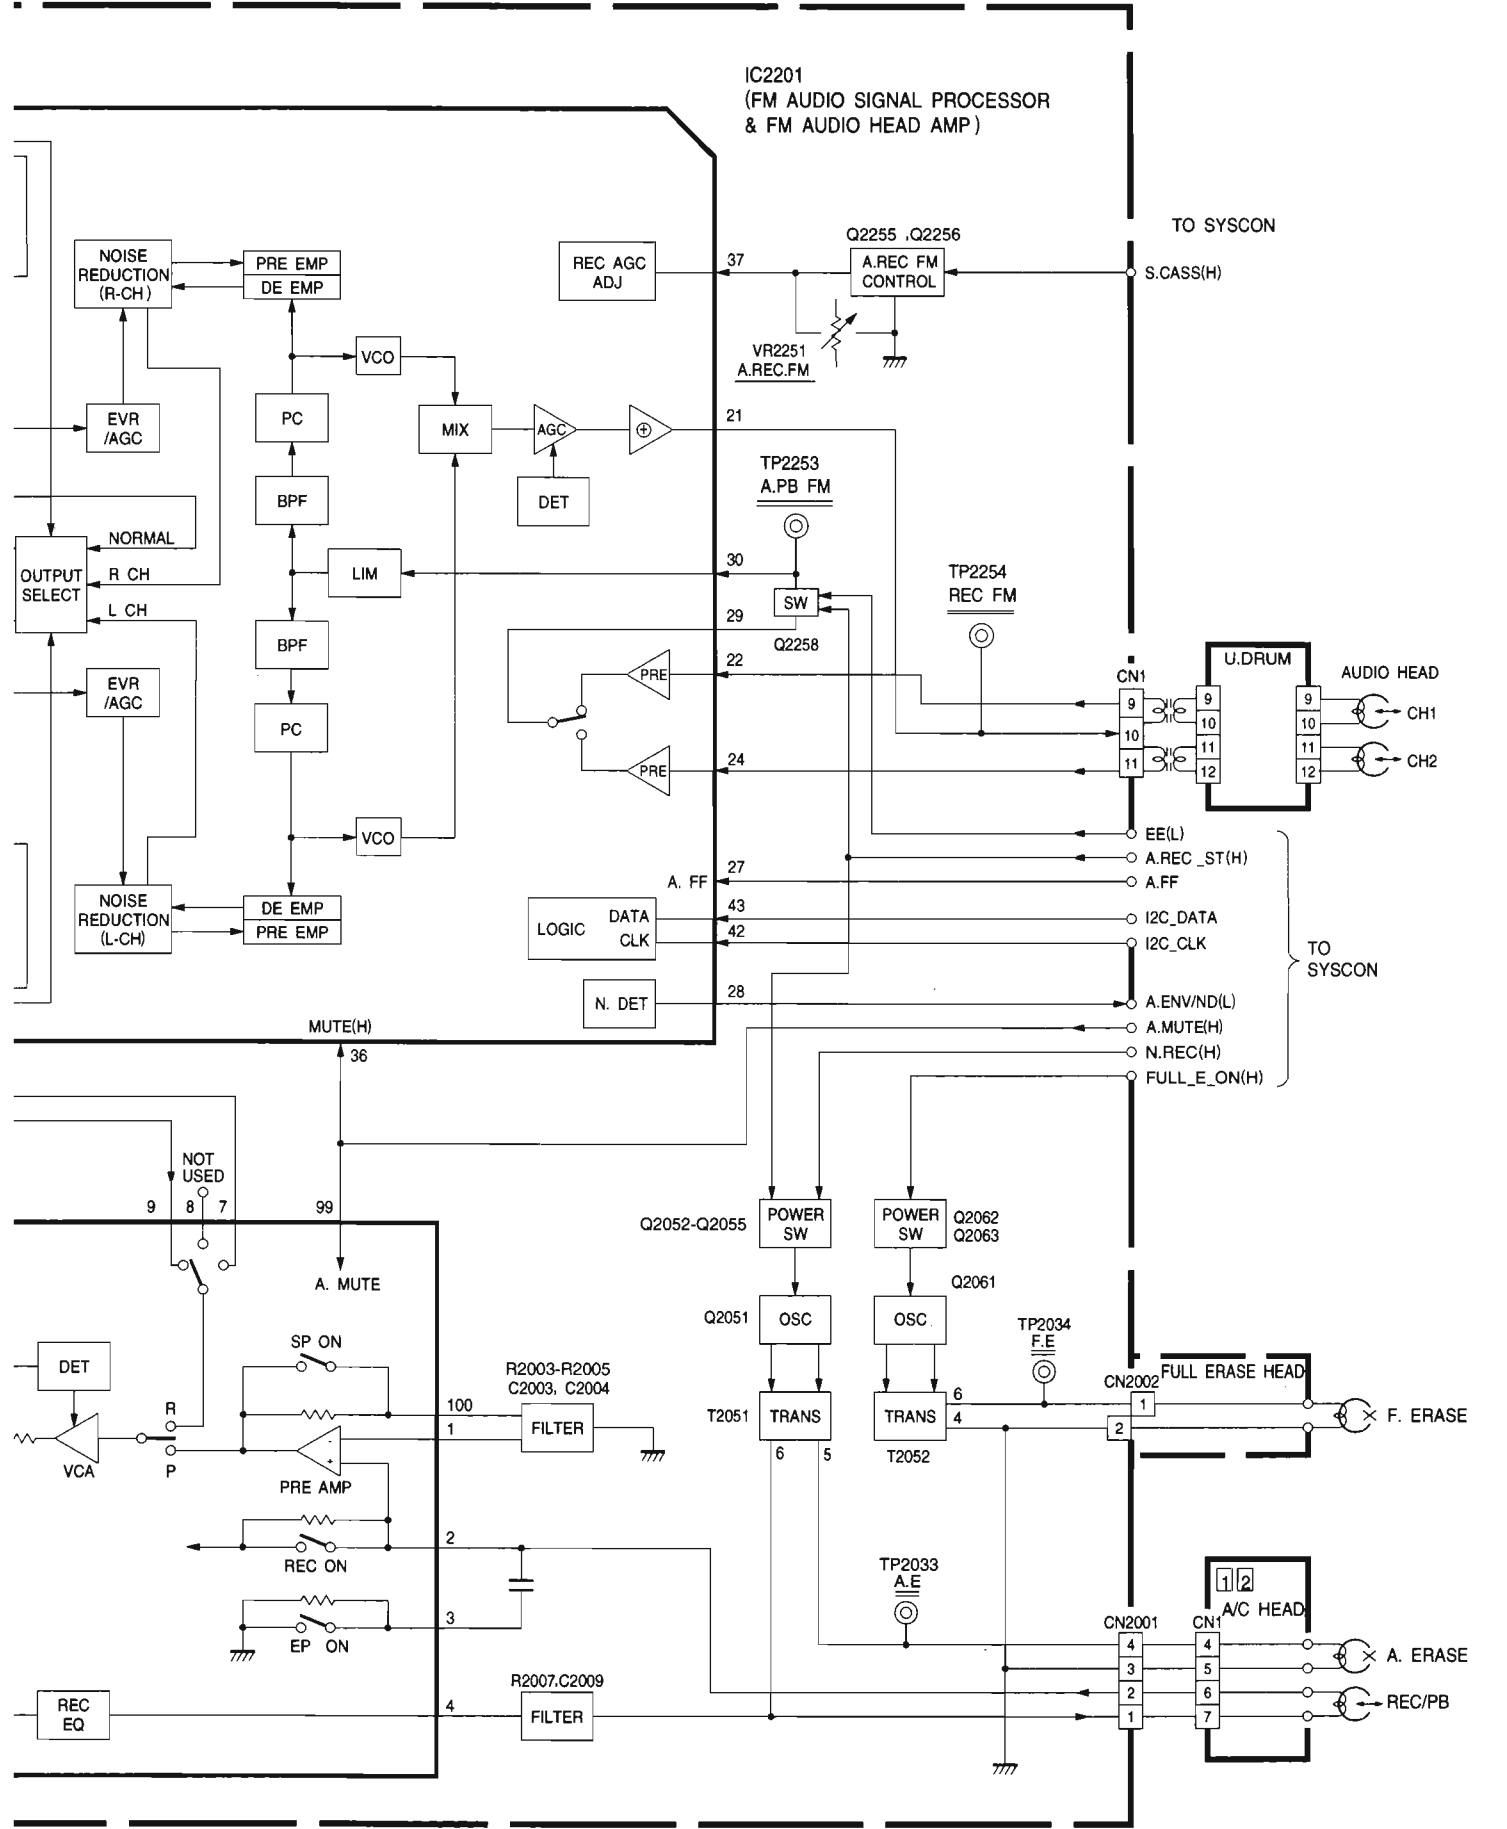 IC2201
(FM AUDIO SIGNAL PROCESSOR
& FM AUDIO HEAD AMP)
TO SYSCON
Q2255 ,Q2256
NOISE
REDUCTION
(R-CH)
PRE EMP
DE EMP
REC AGC
ADJ
37
A.REC FM
CONTROL
S.CASS(H)
VR2251
A.REC.FM
VCO
EVR
/AGC
PC
MIX
AGC
⊕
21
TP2253
A.PB FM
BPF
DET
NORMAL
OUTPUT
SELECT
R CH
L CH
LIM
30
TP2254
REC FM
SW
29
Q2258
BPF
22
PRE
U.DRUM
CN1
AUDIO HEAD
EVR
/AGC
9
10
11
9
10
11
12
9
10
11
12
CH1
CH2
PC
24
PRE
VCO
EE(L)
A.REC_ST(H)
A. FF
27
A.FF
NOISE
REDUCTION
(L-CH)
DE EMP
PRE EMP
LOGIC
DATA
CLK
43
42
I2C_DATA
I2C_CLK
TO
SYSCON
N. DET
28
A.ENV/ND(L)
MUTE(H)
36
A.MUTE(H)
N.REC(H)
FULL_E_ON(H)
NOT
USED
9
8
7
99
Q2052-Q2055
POWER
SW
POWER
SW
Q2062
Q2063
A. MUTE
Q2061
Q2051
OSC
OSC
SP ON
DET
R2003-R2005
C2003, C2004
TP2034
F.E
FULL ERASE HEAD
CN2002
100
1
FILTER
T2051
TRANS
TRANS
6
4
1
2
F. ERASE
R
P
VCA
-
+
PRE AMP
6
5
T2052
REC ON
2
EP ON
3
TP2033
A.E
1 2
A/C HEAD
CN2001
CN1
4
3
2
1
4
5
6
7
A. ERASE
REC/PB
REC
EQ
4
R2007,C2009
FILTER